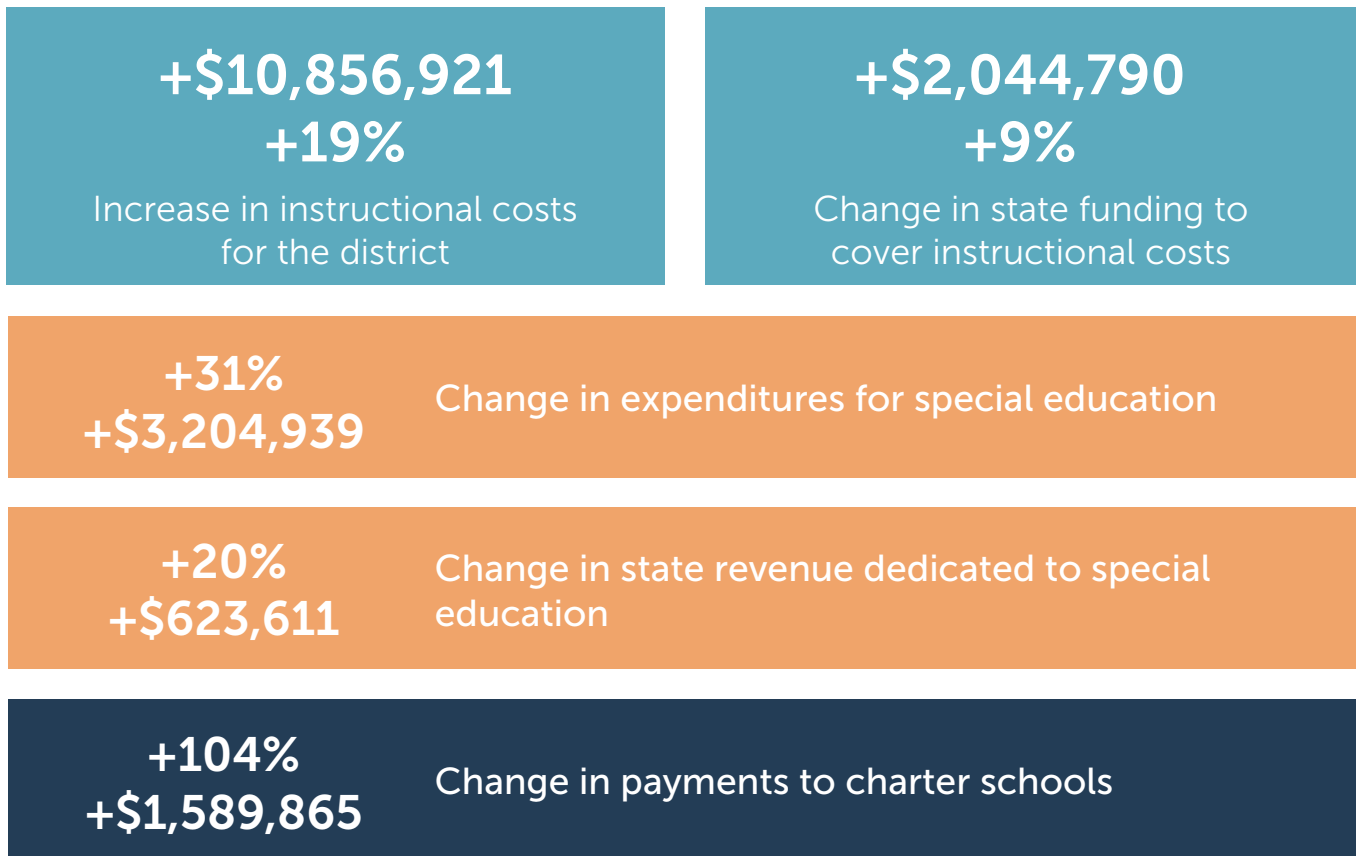 +$10,856,921
+19%
Increase in instructional costs
for the district
+$2,044,790
+9%
Change in state funding to
cover instructional costs
+31%
+$3,204,939
Change in expenditures for special education
+20%
+$623,611
Change in state revenue dedicated to special
education
+104%
+$1,589,865
Change in payments to charter schools